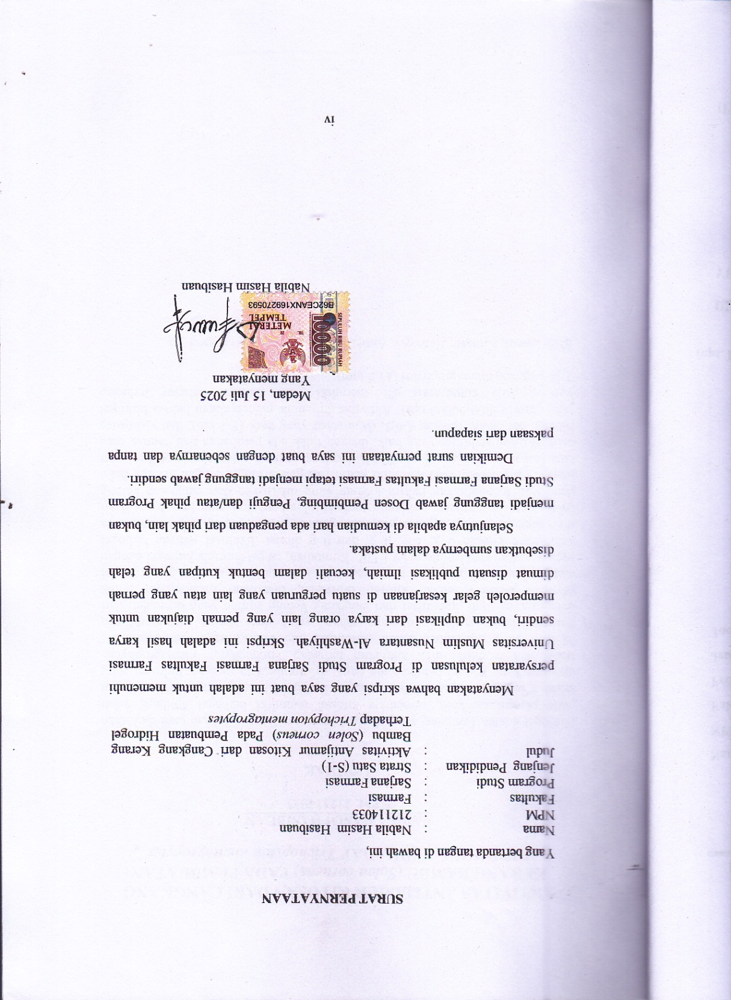 SURAT PERNYATAAN
Yang bertanda tangan di bawah ini,
Nama : Nabila Hasim Hasibuan
NPM : 212114033
Fakultas : Farmasi
Program Studi : Sarjana Farmasi
Jenjang Pendidikan : Strata Satu (S-1)
Judul : Aktivitas Antijamur Kitosan dari Cangkang Kerang
Bambu (Solen corneus) Pada Pembuatan Hidrogel
Terhadap Trichopyton mentagropytes
Menyatakan bahwa skripsi yang saya buat ini adalah untuk memenuhi
persyaratan kelulusan di Program Studi Sarjana Farmasi Fakultas Farmasi
Universitas Muslim Nusantara Al-Washliyah. Skripsi ini adalah hasil karya
sendiri, bukan duplikasi dari karya orang lain yang pernah diajukan untuk
memperoleh gelar kesarjanaan di suatu perguruan yang lain atau yang pernah
dimuat disuatu publikasi ilmiah, kecuali dalam bentuk kutipan yang telah
disebutkan sumbernya dalam pustaka.
Selanjutnya apabila di kemudian hari ada pengaduan dari pihak lain, bukan
menjadi tanggung jawab Dosen Pembimbing, Penguji dan/atau pihak Program
Studi Sarjana Farmasi Fakultas Farmasi tetapi menjadi tanggung jawab sendiri.
Demikian surat pernyataan ini saya buat dengan sebenarnya dan tanpa
paksaan dari siapapun.
Medan, 15 Juli 2025
Yang menyatakan
SEPULUH RIBU RUPIAH
10000
TGL. 20
METERAI
TEMPEL
B62CEANX169270593
Nabila Hasim Hasibuan
iv